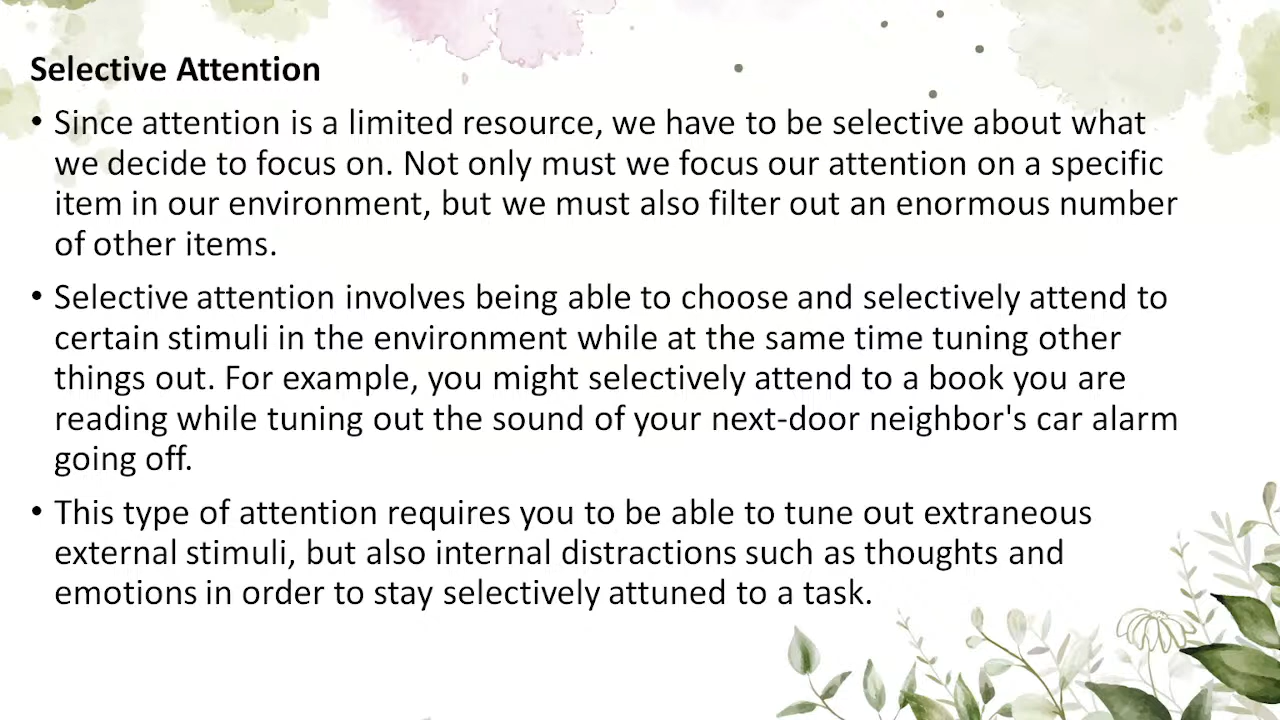 Selective Attention
• Since attention is a limited resource, we have to be selective about what
we decide to focus on. Not only must we focus our attention on a specific
item in our environment, but we must also filter out an enormous number
of other items.
• Selective attention involves being able to choose and selectively attend to
certain stimuli in the environment while at the same time tuning other
things out. For example, you might selectively attend to a book you are
reading while tuning out the sound of your next-door neighbor's car alarm
going off.
• This type of attention requires you to be able to tune out extraneous
external stimuli, but also internal distractions such as thoughts and
emotions in order to stay selectively attuned to a task.